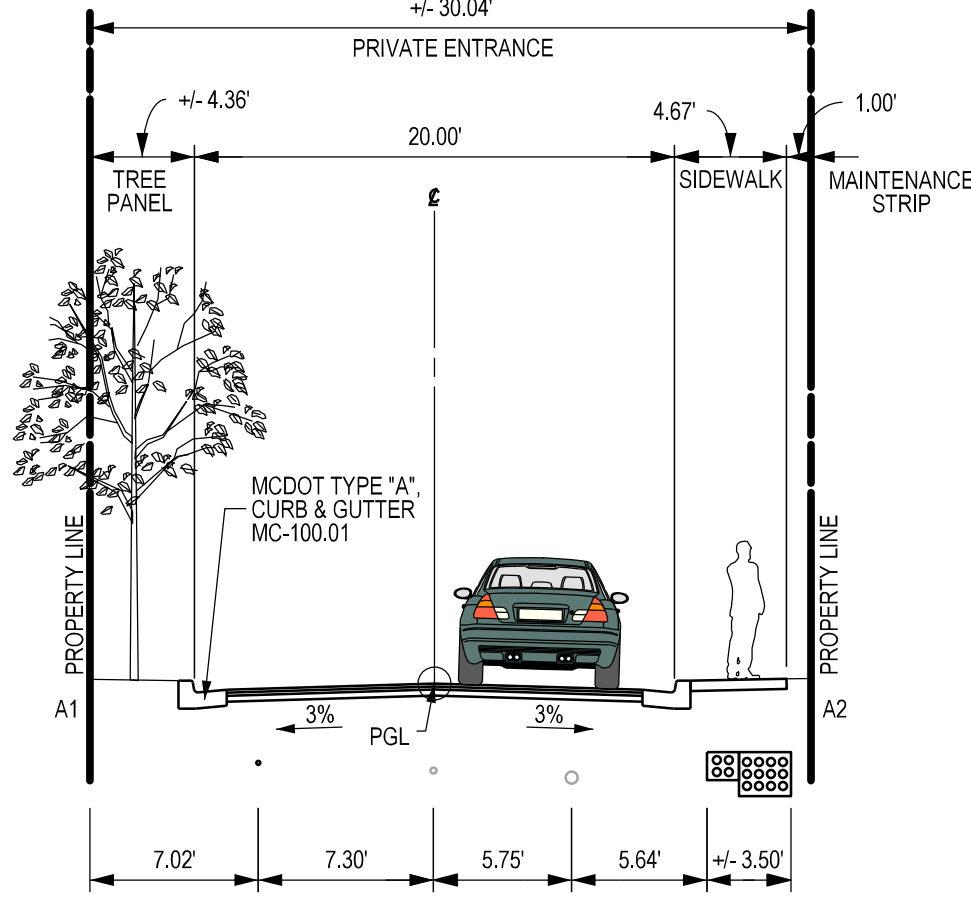 +/- 30.04'
PRIVATE ENTRANCE
+/- 4.36'
20.00'
4.67'
1.00'
TREE
PANEL
SIDEWALK
MAINTENANCE
STRIP
℄
MCDOT TYPE "A",
CURB & GUTTER
MC-100.01
PROPERTY LINE
PROPERTY LINE
A1
A2
3%
3%
PGL
7.02'
7.30'
5.75'
5.64'
+/- 3.50'